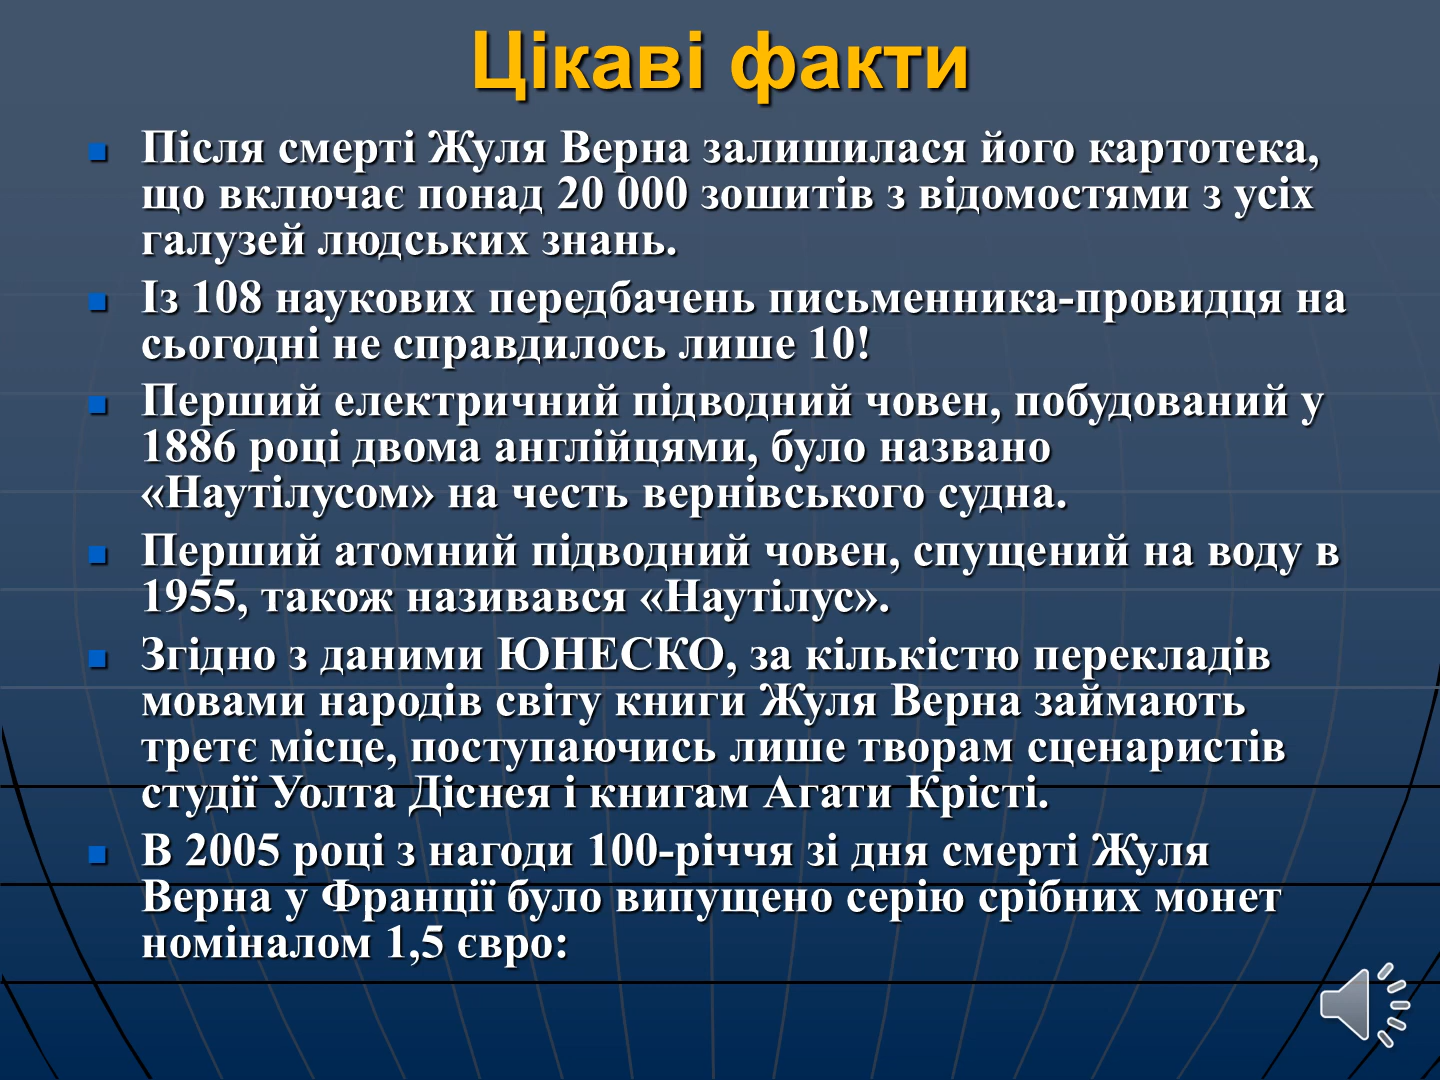 Цікаві факти
Після смерті Жуля Верна залишилася його картотека,
що включає понад 20 000 зошитів з відомостями з усіх
галузей людських знань.
Із 108 наукових передбачень письменника-провидця на
сьогодні не справдилось лише 10!
Перший електричний підводний човен, побудований у
1886 році двома англійцями, було названо
«Наутілусом» на честь вернівського судна.
Перший атомний підводний човен, спущений на воду в
1955, також називався «Наутілус».
Згідно з даними ЮНЕСКО, за кількістю перекладів
мовами народів світу книги Жуля Верна займають
третє місце, поступаючись лише творам сценаристів
студії Уолта Діснея і книгам Агати Крісті.
В 2005 році з нагоди 100-річчя зі дня смерті Жуля
Верна у Франції було випущено серію срібних монет
номіналом 1,5 євро: